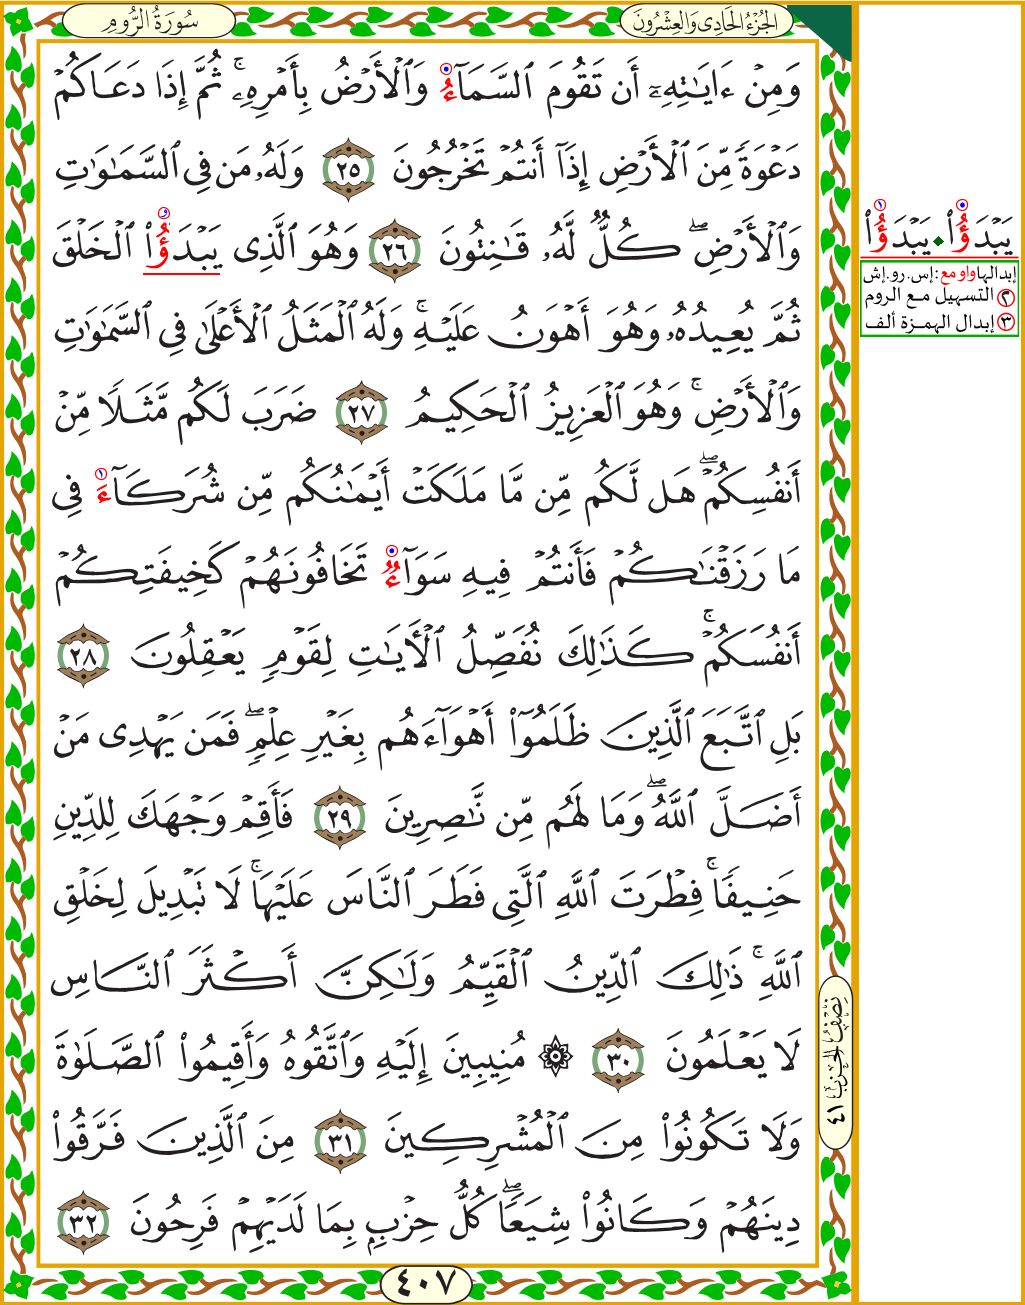 الجُزْءُ الحَادِي وَالعِشْرُونَ
سُورَةُ الرُّومِ
وَمِنْ ءَايَٰتِهِۦٓ أَن تَقُومَ ٱلسَّمَآءُ وَٱلْأَرْضُ بِأَمْرِهِۦ ۚ ثُمَّ إِذَا دَعَاكُمْ
دَعْوَةً مِّنَ ٱلْأَرْضِ إِذَآ أَنتُمْ تَخْرُجُونَ ٢٥ وَلَهُۥ مَن فِى ٱلسَّمَٰوَٰتِ
وَٱلْأَرْضِ ۖ كُلٌّ لَّهُۥ قَٰنِتُونَ ٢٦ وَهُوَ ٱلَّذِى يَبْدَؤُا۟ ٱلْخَلْقَ
ثُمَّ يُعِيدُهُۥ وَهُوَ أَهْوَنُ عَلَيْهِ ۚ وَلَهُ ٱلْمَثَلُ ٱلْأَعْلَىٰ فِى ٱلسَّمَٰوَٰتِ
وَٱلْأَرْضِ ۚ وَهُوَ ٱلْعَزِيزُ ٱلْحَكِيمُ ٢٧ ضَرَبَ لَكُم مَّثَلًا مِّنْ
أَنفُسِكُمْ ۖ هَل لَّكُم مِّن مَّا مَلَكَتْ أَيْمَٰنُكُم مِّن شُرَكَآءَ فِى
مَا رَزَقْنَٰكُمْ فَأَنتُمْ فِيهِ سَوَآءٌ تَخَافُونَهُمْ كَخِيفَتِكُمْ
أَنفُسَكُمْ ۚ كَذَٰلِكَ نُفَصِّلُ ٱلْءَايَٰتِ لِقَوْمٍ يَعْقِلُونَ ٢٨
بَلِ ٱتَّبَعَ ٱلَّذِينَ ظَلَمُوٓا۟ أَهْوَآءَهُم بِغَيْرِ عِلْمٍ ۖ فَمَن يَهْدِى مَنْ
أَضَلَّ ٱللَّهُ ۖ وَمَا لَهُم مِّن نَّٰصِرِينَ ٢٩ فَأَقِمْ وَجْهَكَ لِلدِّينِ
حَنِيفًا ۚ فِطْرَتَ ٱللَّهِ ٱلَّتِى فَطَرَ ٱلنَّاسَ عَلَيْهَا ۚ لَا تَبْدِيلَ لِخَلْقِ
ٱللَّهِ ۚ ذَٰلِكَ ٱلدِّينُ ٱلْقَيِّمُ وَلَٰكِنَّ أَكْثَرَ ٱلنَّاسِ
لَا يَعْلَمُونَ ٣٠ ۞ مُنِيبِينَ إِلَيْهِ وَٱتَّقُوهُ وَأَقِيمُوا۟ ٱلصَّلَوٰةَ
وَلَا تَكُونُوا۟ مِنَ ٱلْمُشْرِكِينَ ٣١ مِنَ ٱلَّذِينَ فَرَّقُوا۟
دِينَهُمْ وَكَانُوا۟ شِيَعًا ۖ كُلُّ حِزْبٍۭ بِمَا لَدَيْهِمْ فَرِحُونَ ٣٢
٤٠٧
نِصْفُ الحِزْبِ ٤١
يَبْدَؤُا۟ ٠ يَبْدَؤُا۟
إبدالها واو مع: إس.رو.إش
٢ التسهيل مع الروم
٣ إبدال الهمزة ألف